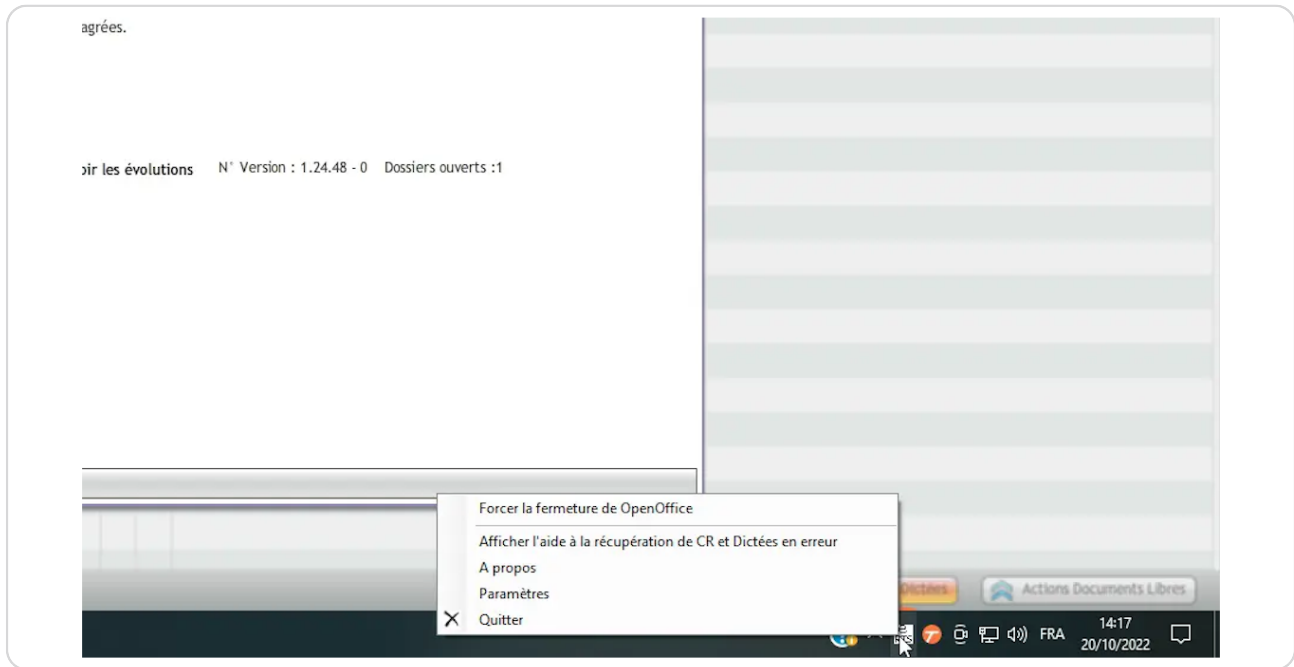 agrées.
oir les évolutions N° Version : 1.24.48 - 0 Dossiers ouverts :1
Forcer la fermeture de OpenOffice
Afficher l'aide à la récupération de CR et Dictées en erreur
A propos
Paramètres
Quitter
Dictées Actions Documents Libres
FRA 14:17
20/10/2022